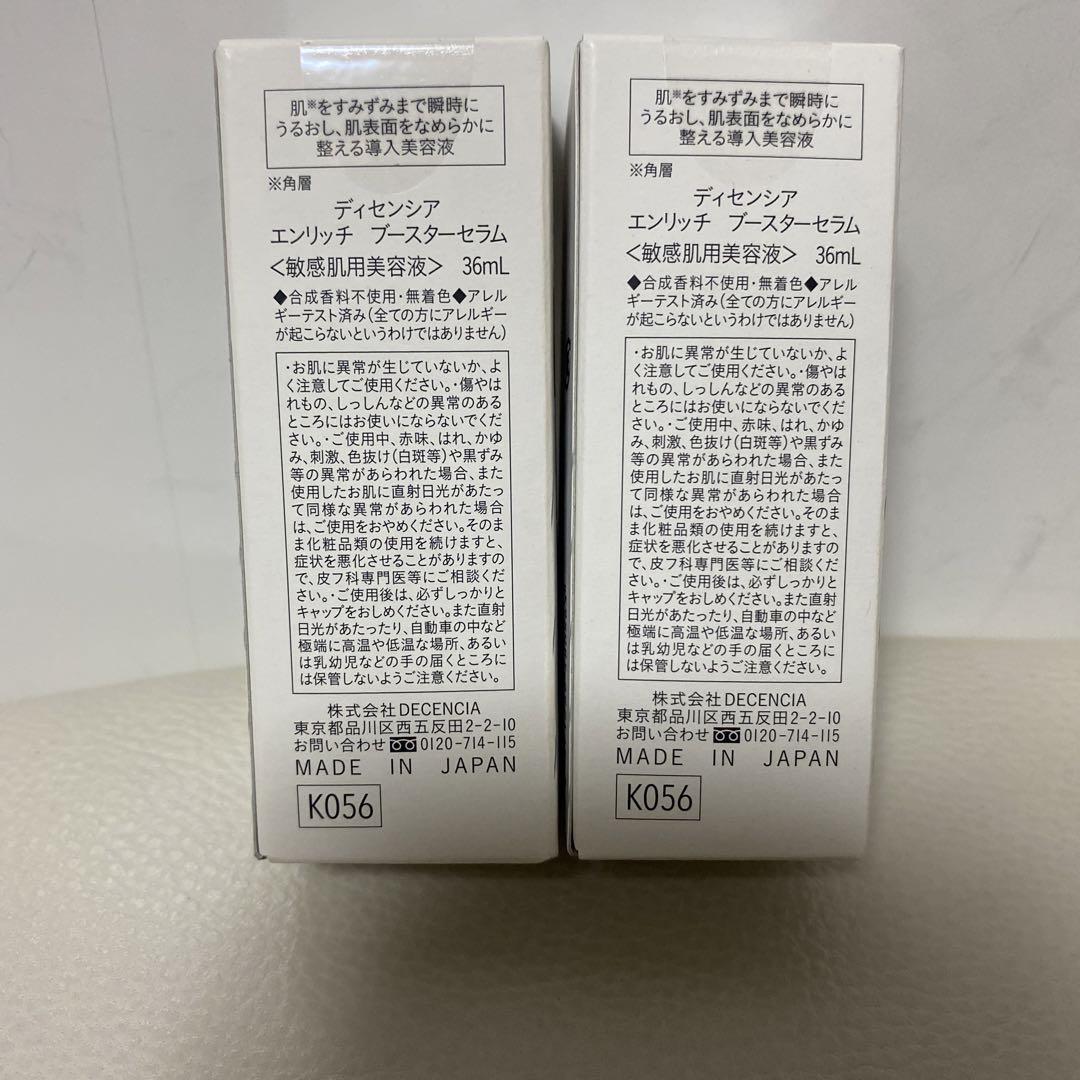 肌※をすみずみまで瞬時に
うるおし、肌表面をなめらかに
整える導入美容液
※角層
ディセンシア
エンリッチ ブースターセラム
<敏感肌用美容液> 36mL
◆合成香料不使用・無着色◆アレル
ギーテスト済み(全ての方にアレルギー
が起こらないというわけではありません)
・お肌に異常が生じていないか、よ
く注意してご使用ください。・傷やは
れもの、しっしんなどの異常のある
ところにはお使いにならないでくだ
さい。・ご使用中、赤味、はれ、かゆ
み、刺激、色抜け(白斑等)や黒ずみ
等の異常があらわれた場合、また
使用したお肌に直射日光があたっ
て同様な異常があらわれた場合
は、ご使用をおやめください。そのま
ま化粧品類の使用を続けますと、
症状を悪化させることがありますの
で、皮フ科専門医等にご相談くだ
さい。・ご使用後は、必ずしっかりと
キャップをおしめください。また直射
日光があたったり、自動車の中など
極端に高温や低温な場所、あるい
は乳幼児などの手の届くところに
は保管しないようご注意ください。
株式会社DECENCIA
東京都品川区西五反田2-2-10
お問い合わせ 0120-714-115
MADE IN JAPAN
K056
肌※をすみずみまで瞬時に
うるおし、肌表面をなめらかに
整える導入美容液
※角層
ディセンシア
エンリッチ ブースターセラム
<敏感肌用美容液> 36mL
◆合成香料不使用・無着色◆アレル
ギーテスト済み(全ての方にアレルギー
が起こらないというわけではありません)
・お肌に異常が生じていないか、よ
く注意してご使用ください。・傷やは
れもの、しっしんなどの異常のある
ところにはお使いにならないでくだ
さい。・ご使用中、赤味、はれ、かゆ
み、刺激、色抜け(白斑等)や黒ずみ
等の異常があらわれた場合、また
使用したお肌に直射日光があたっ
て同様な異常があらわれた場合
は、ご使用をおやめください。そのま
ま化粧品類の使用を続けますと、
症状を悪化させることがありますの
で、皮フ科専門医等にご相談くだ
さい。・ご使用後は、必ずしっかりと
キャップをおしめください。また直射
日光があたったり、自動車の中など
極端に高温や低温な場所、あるい
は乳幼児などの手の届くところに
は保管しないようご注意ください。
株式会社DECENCIA
東京都品川区西五反田2-2-10
お問い合わせ 0120-714-115
MADE IN JAPAN
K056